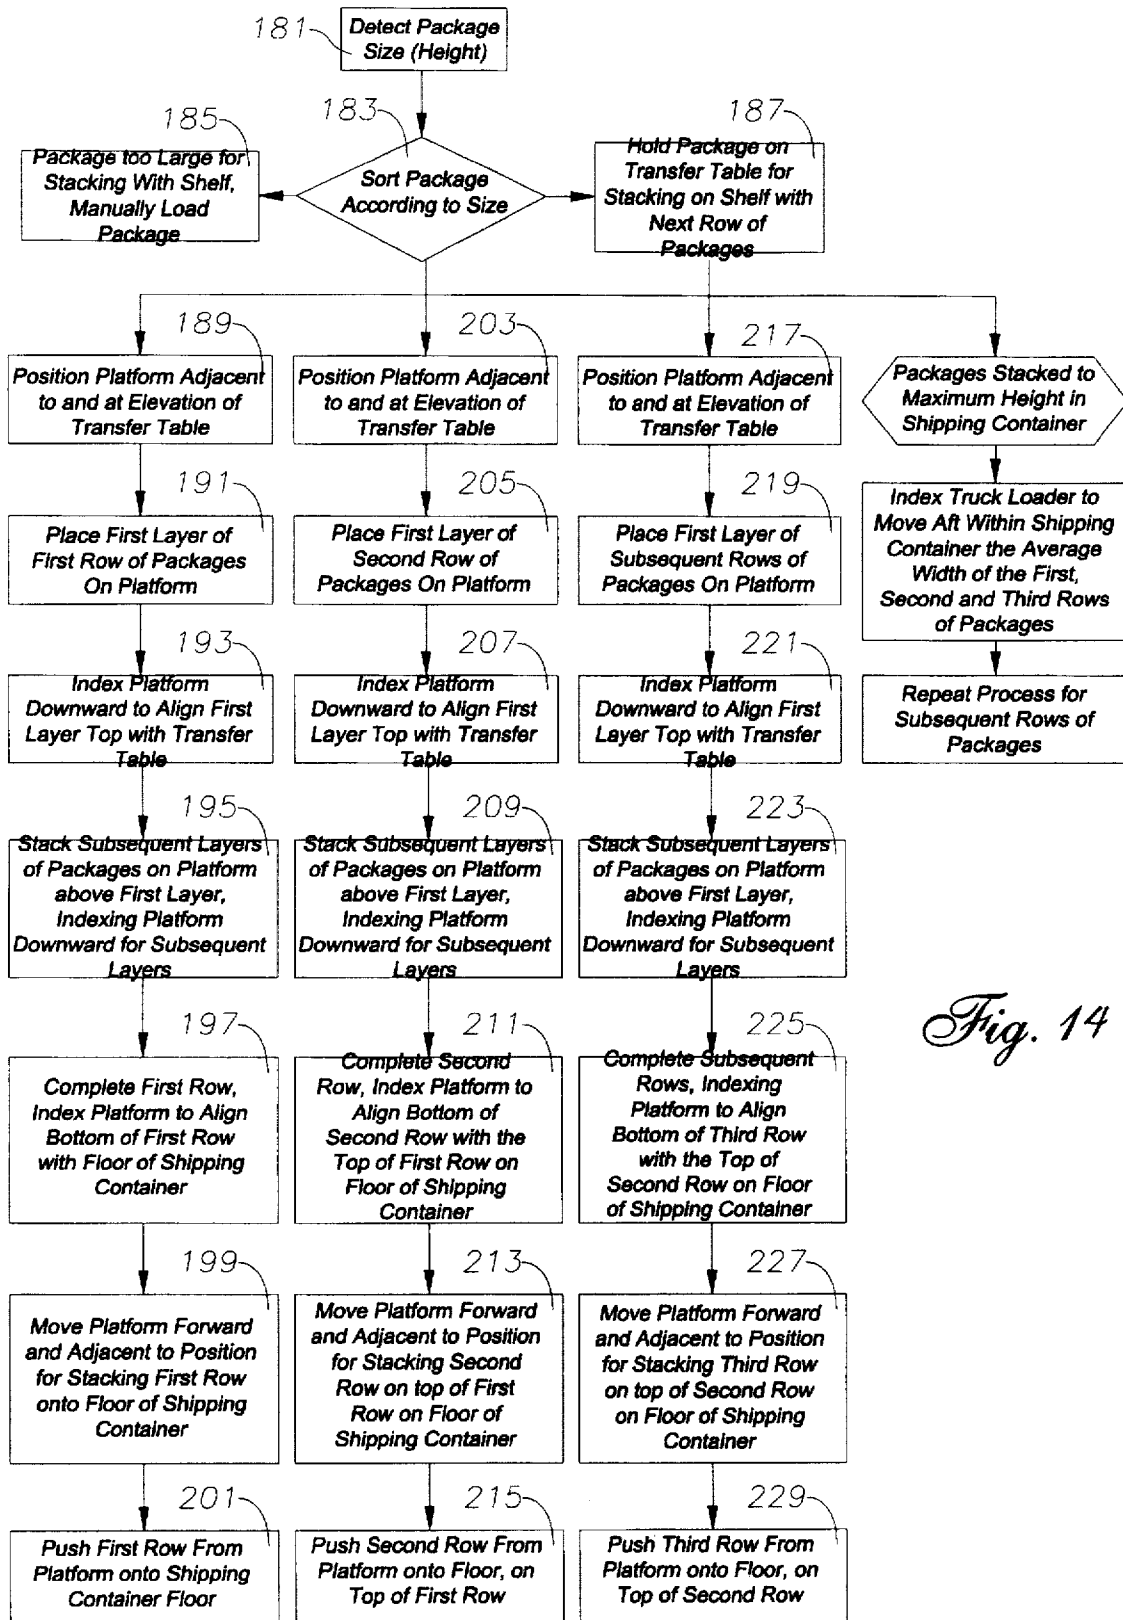 181
Detect Package
Size (Height)
183
Sort Package
According to Size
185
Package too Large for
Stacking With Shelf,
Manually Load
Package
187
Hold Package on
Transfer Table for
Stacking on Shelf with
Next Row of
Packages
189
Position Platform Adjacent
to and at Elevation of
Transfer Table
191
Place First Layer of
First Row of Packages
On Platform
193
Index Platform
Downward to Align First
Layer Top with Transfer
Table
195
Stack Subsequent Layers
of Packages on Platform
above First Layer,
Indexing Platform
Downward for Subsequent
Layers
197
Complete First Row,
Index Platform to Align
Bottom of First Row
with Floor of Shipping
Container
199
Move Platform Forward
and Adjacent to Position
for Stacking First Row
onto Floor of Shipping
Container
201
Push First Row From
Platform onto Shipping
Container Floor
203
Position Platform Adjacent
to and at Elevation of
Transfer Table
205
Place First Layer of
Second Row of
Packages On Platform
207
Index Platform
Downward to Align First
Layer Top with Transfer
Table
209
Stack Subsequent Layers
of Packages on Platform
above First Layer,
Indexing Platform
Downward for Subsequent
Layers
211
Complete Second
Row, Index Platform to
Align Bottom of
Second Row with the
Top of First Row on
Floor of Shipping
Container
213
Move Platform Forward
and Adjacent to Position
for Stacking Second
Row on top of First
Row on Floor of
Shipping Container
215
Push Second Row From
Platform onto Floor, on
Top of First Row
217
Position Platform Adjacent
to and at Elevation of
Transfer Table
219
Place First Layer of
Subsequent Rows of
Packages On Platform
221
Index Platform
Downward to Align First
Layer Top with Transfer
Table
223
Stack Subsequent Layers
of Packages on Platform
above First Layer,
Indexing Platform
Downward for Subsequent
Layers
225
Complete Subsequent
Rows, Indexing
Platform to Align
Bottom of Third Row
with the Top of
Second Row on Floor
of Shipping Container
227
Move Platform Forward
and Adjacent to Position
for Stacking Third Row
on top of Second Row
on Floor of Shipping
Container
229
Push Third Row From
Platform onto Floor, on
Top of Second Row
Packages Stacked to
Maximum Height in
Shipping Container
Index Truck Loader to
Move Aft Within Shipping
Container the Average
Width of the First,
Second and Third Rows
of Packages
Repeat Process for
Subsequent Rows of
Packages
Fig. 14